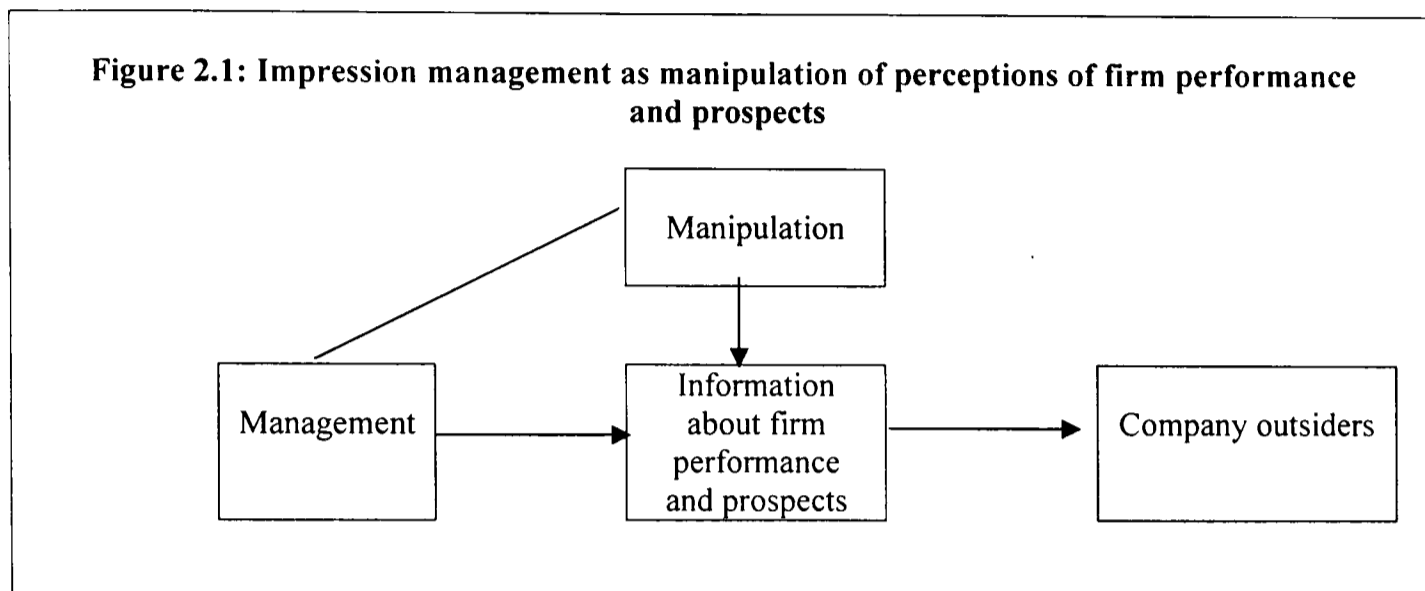 Figure 2.1: Impression management as manipulation of perceptions of firm performance
and prospects
Manipulation
Management
Information
about firm
performance
and prospects
Company outsiders